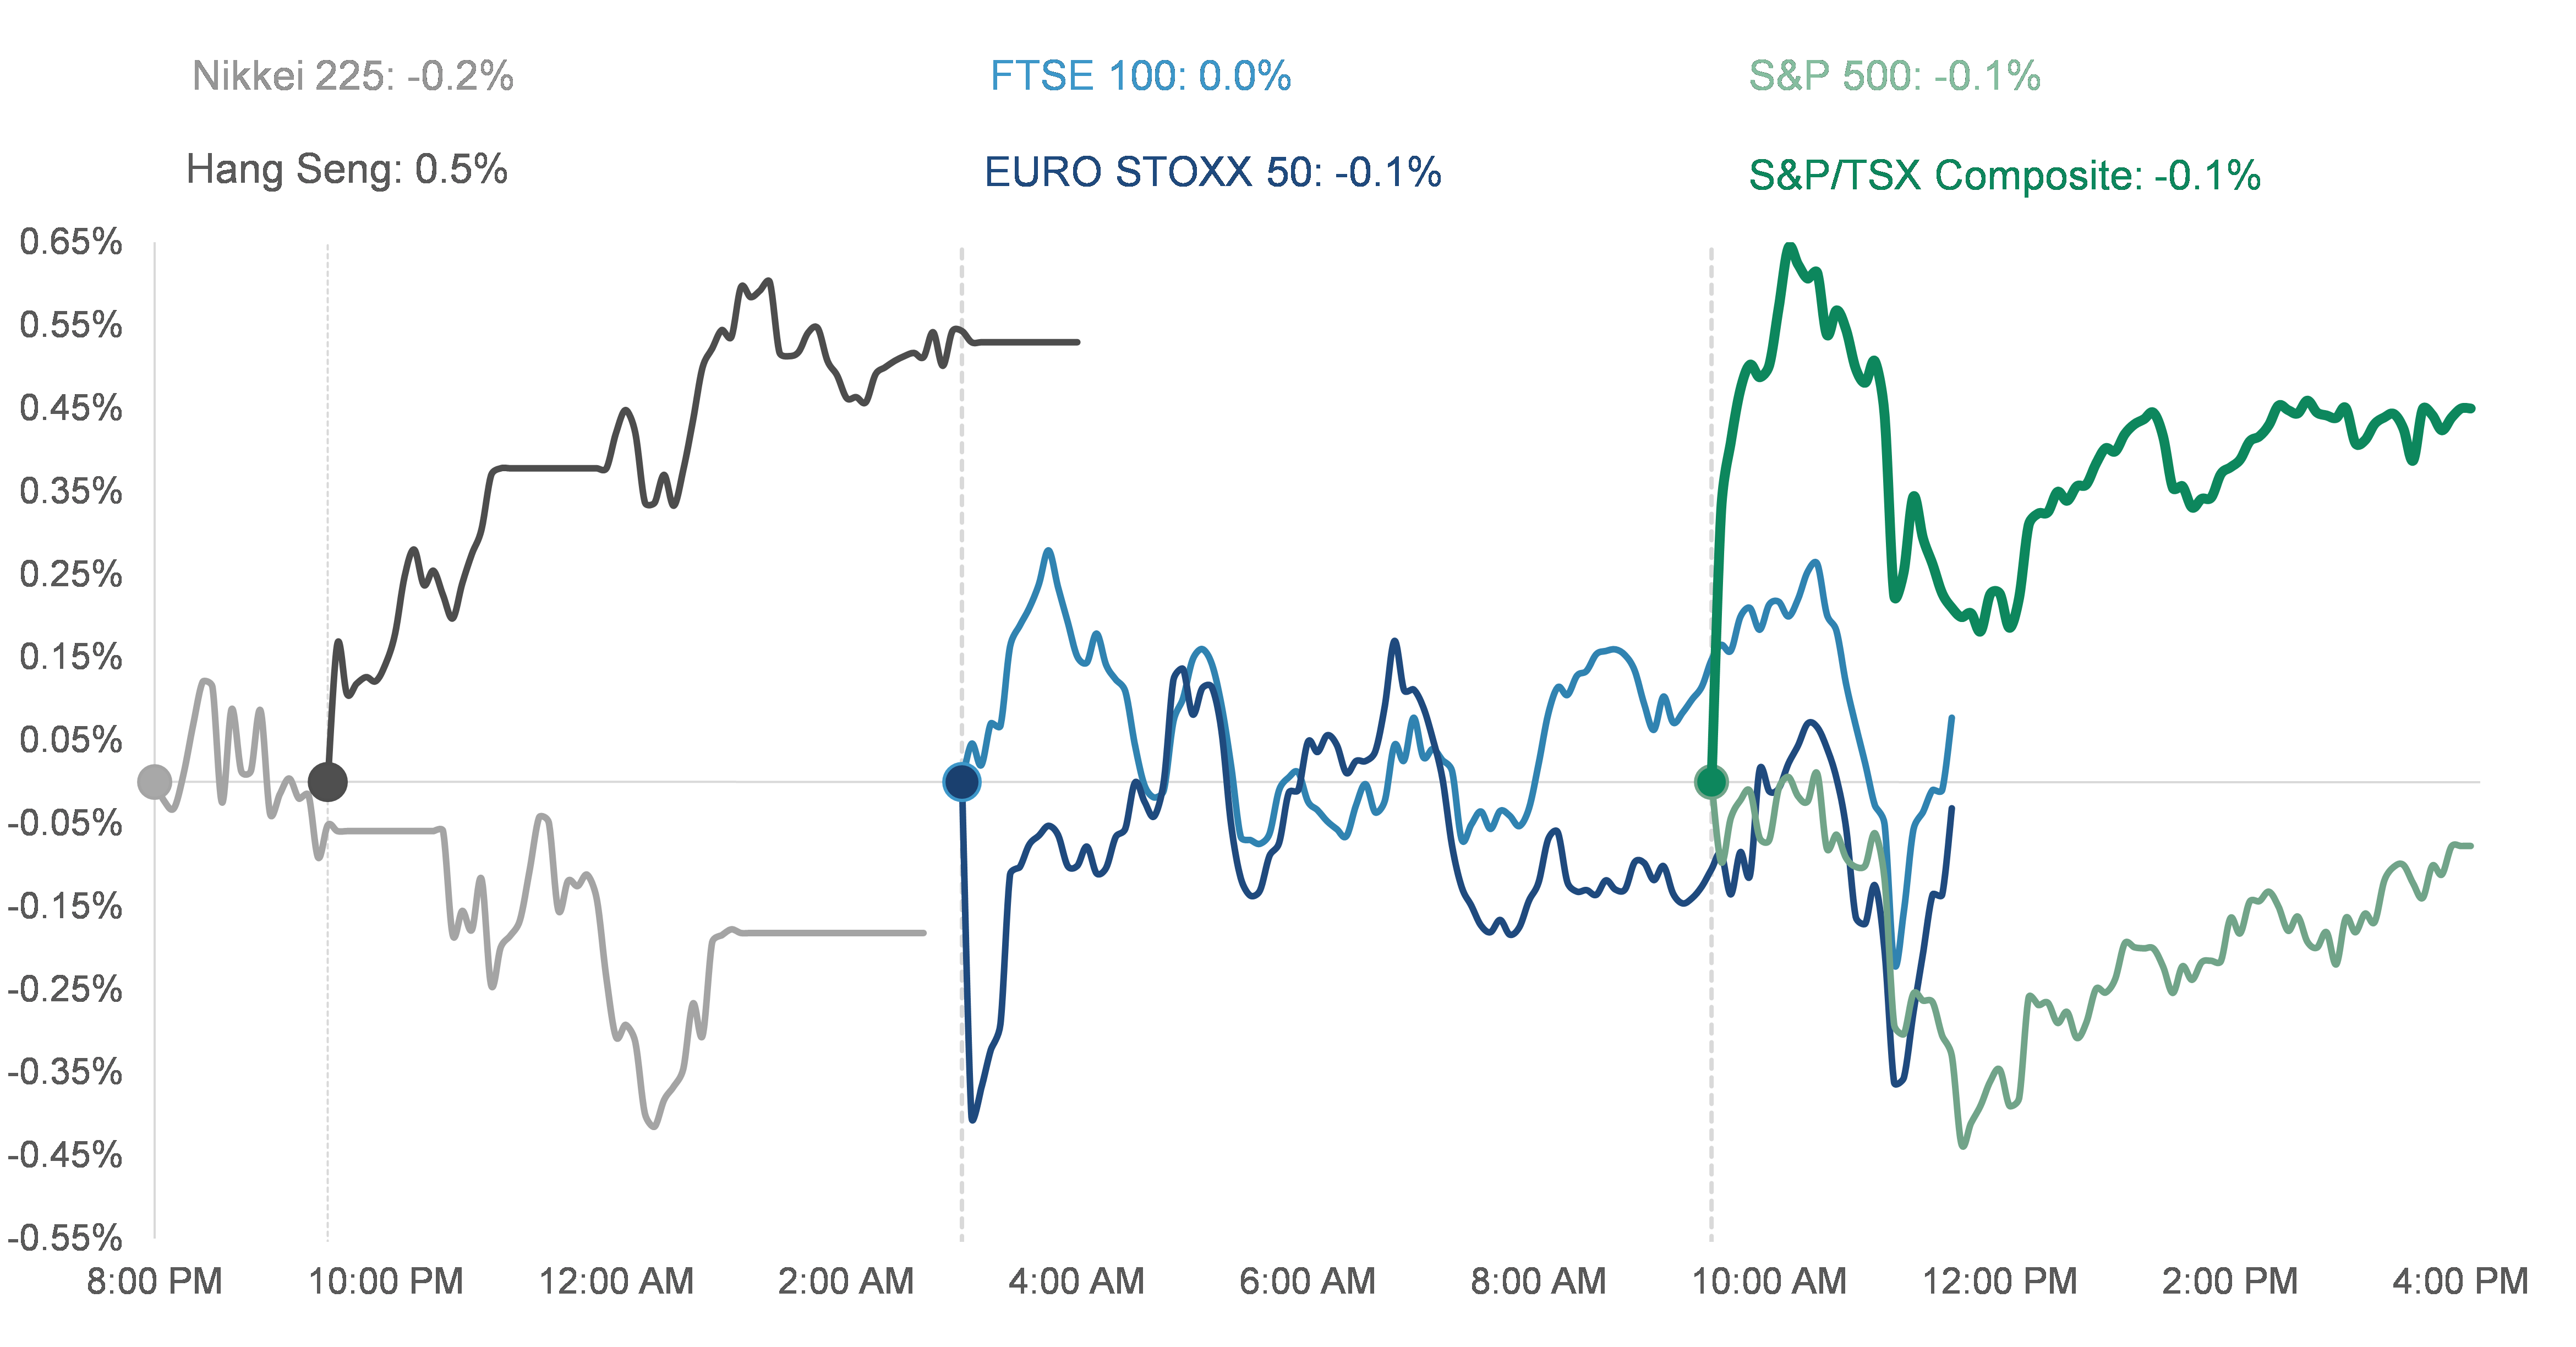 Nikkei 225: -0.2%
FTSE 100: 0.0%
S&P 500: -0.1%
Hang Seng: 0.5%
EURO STOXX 50: -0.1%
S&P/TSX Composite: -0.1%
0.65%
0.55%
0.45%
0.35%
0.25%
0.15%
0.05%
-0.05%
-0.15%
-0.25%
-0.35%
-0.45%
-0.55%
8:00 PM 10:00 PM 12:00 AM 2:00 AM 4:00 AM 6:00 AM 8:00 AM 10:00 AM 12:00 PM 2:00 PM 4:00 PM